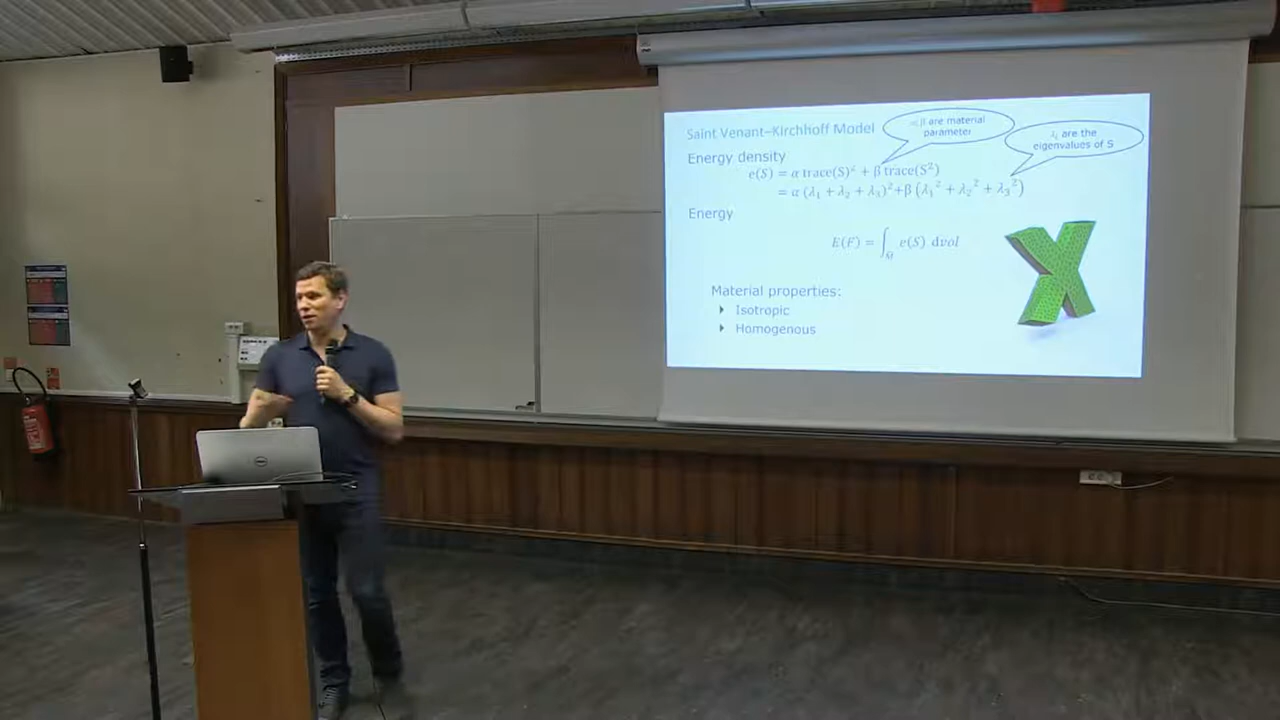 Saint Venant–Kirchhoff Model
α, β are material
parameter
λᵢ are the
eigenvalues of S
Energy density
e(S) = α trace(S)² + β trace(S²)
= α (λ₁ + λ₂ + λ₃)²+β (λ₁² + λ₂² + λ₃²)
Energy
E(F) = ∫_Ω e(S) dvol
Material properties:
Isotropic
Homogenous